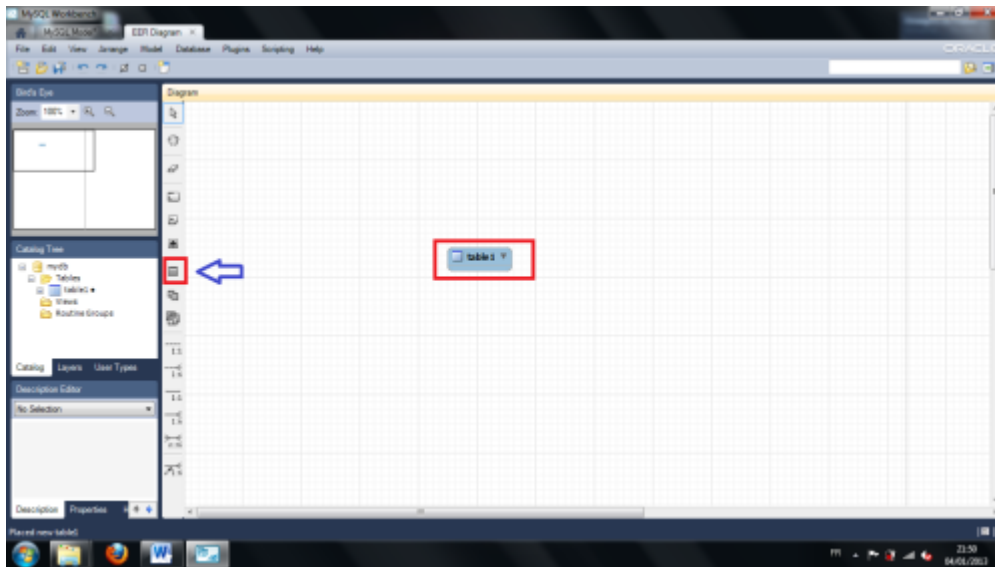 MySQL Workbench
MySQL Model* EER Diagram ×
File Edit View Arrange Model Database Plugins Scripting Help
ORACLE
Bird's Eye
Zoom: 100%
Diagram
Catalog Tree
mydb
Tables
table1
Views
Routine Groups
table1
Catalog Layers User Types
Description Editor
No Selection
1:1
Description Properties
Placed new table1
FR
21:50
04/01/2013